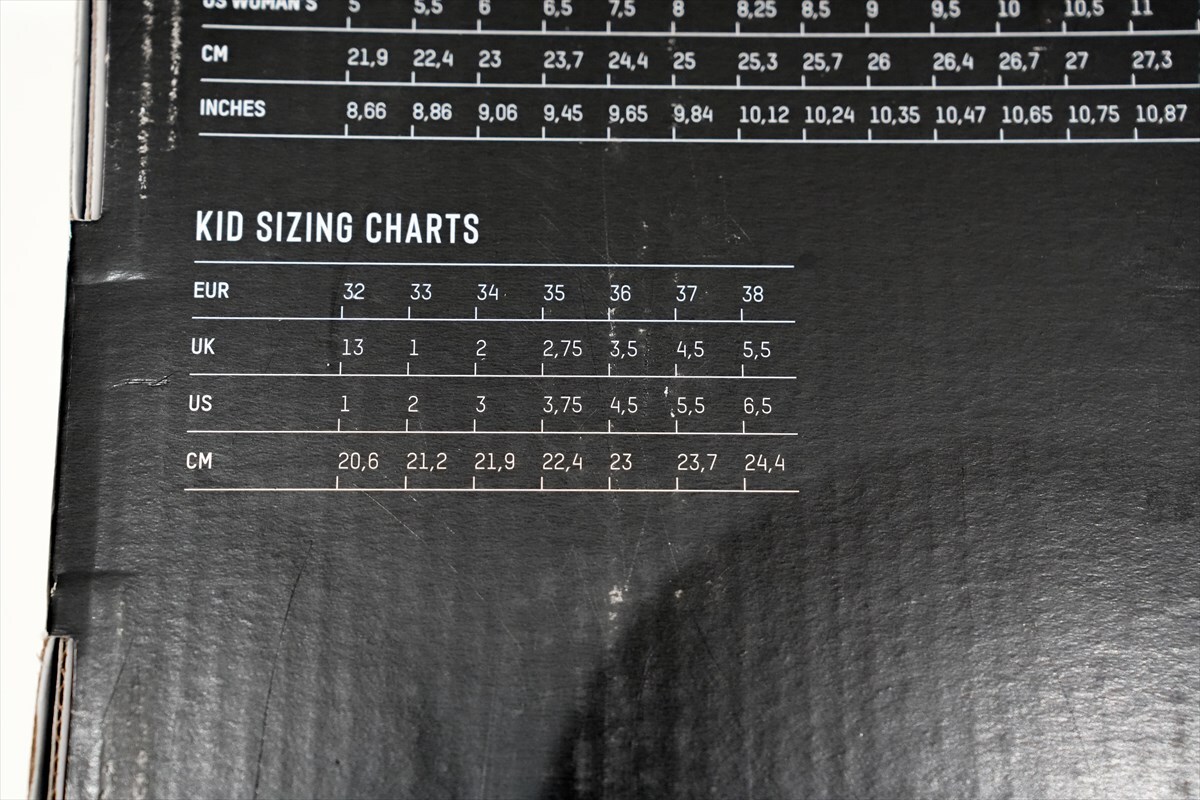 US WOMAN'S 5 5,5 6 6,5 7,5 8 8,25 8,5 9 9,5 10 10,5 11
CM 21,9 22,4 23 23,7 24,4 25 25,3 25,7 26 26,4 26,7 27 27,3
INCHES 8,66 8,86 9,06 9,45 9,65 9,84 10,12 10,24 10,35 10,47 10,65 10,75 10,87
KID SIZING CHARTS
EUR 32 33 34 35 36 37 38
UK 13 1 2 2,75 3,5 4,5 5,5
US 1 2 3 3,75 4,5 5,5 6,5
CM 20,6 21,2 21,9 22,4 23 23,7 24,4